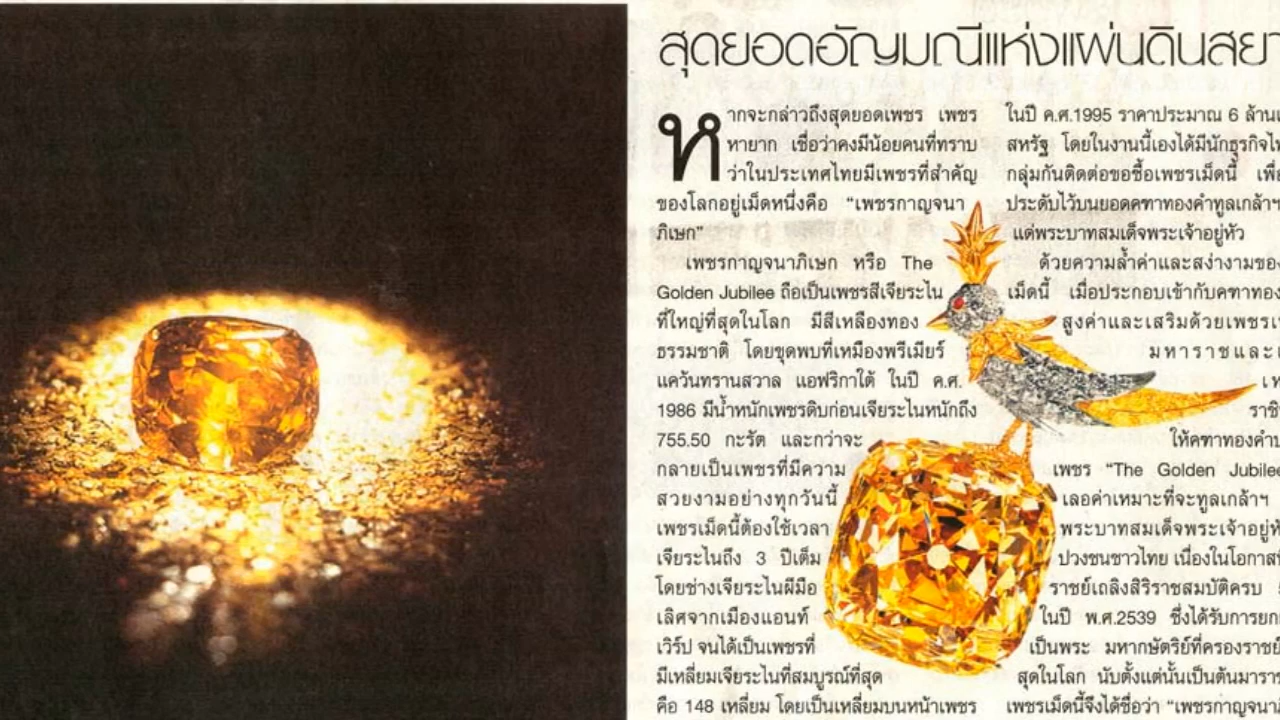 สุดยอดอัญมณีแห่งแผ่นดินสยา
หากจะกล่าวถึงสุดยอดเพชร เพชร
หายาก เชื่อว่าคงมีน้อยคนที่ทราบ
ว่าในประเทศไทยมีเพชรที่สำคัญ
ของโลกอยู่เม็ดหนึ่งคือ “เพชรกาญจนา
ภิเษก”
เพชรกาญจนาภิเษก หรือ The
Golden Jubilee ถือเป็นเพชรสีเจียระไน
ที่ใหญ่ที่สุดในโลก มีสีเหลืองทอง
ธรรมชาติ โดยขุดพบที่เหมืองพรีเมียร์
แคว้นทรานสวาล แอฟริกาใต้ ในปี ค.ศ.
1986 มีน้ำหนักเพชรดิบก่อนเจียระไนหนักถึง
755.50 กะรัต และกว่าจะ
กลายเป็นเพชรที่มีความ
สวยงามอย่างทุกวันนี้
เพชรเม็ดนี้ต้องใช้เวลา
เจียระไนถึง 3 ปีเต็ม
โดยช่างเจียระไนฝีมือ
เลิศจากเมืองแอนท์
เวิร์ป จนได้เป็นเพชรที่
มีเหลี่ยมเจียระไนที่สมบูรณ์ที่สุด
คือ 148 เหลี่ยม โดยเป็นเหลี่ยมบนหน้าเพชร
ในปี ค.ศ.1995 ราคาประมาณ 6 ล้าน
สหรัฐ โดยในงานนี้เองได้มีนักธุรกิจไท
กลุ่มกันติดต่อขอซื้อเพชรเม็ดนี้ เพื่อ
ประดับไว้บนยอดคฑาทองคำทูลเกล้าฯ
แด่พระบาทสมเด็จพระเจ้าอยู่หัว
ด้วยความล้ำค่าและสง่างามของ
เม็ดนี้ เมื่อประกอบเข้ากับคฑาทอง
สูงค่าและเสริมด้วยเพชร
มหาราชและ
ราชิ
ให้คฑาทองคำ
เพชร “The Golden Jubilee
เลอค่าเหมาะที่จะทูลเกล้าฯ
พระบาทสมเด็จพระเจ้าอยู่หั
ปวงชนชาวไทย เนื่องในโอกาส
ราชย์เถลิงสิริราชสมบัติครบ
ในปี พ.ศ.2539 ซึ่งได้รับการยก
เป็นพระ มหากษัตริย์ที่ครองราชย์
สุดในโลก นับตั้งแต่นั้นเป็นต้นมา
เพชรเม็ดนี้จึงได้ชื่อว่า “เพชรกาญจนา